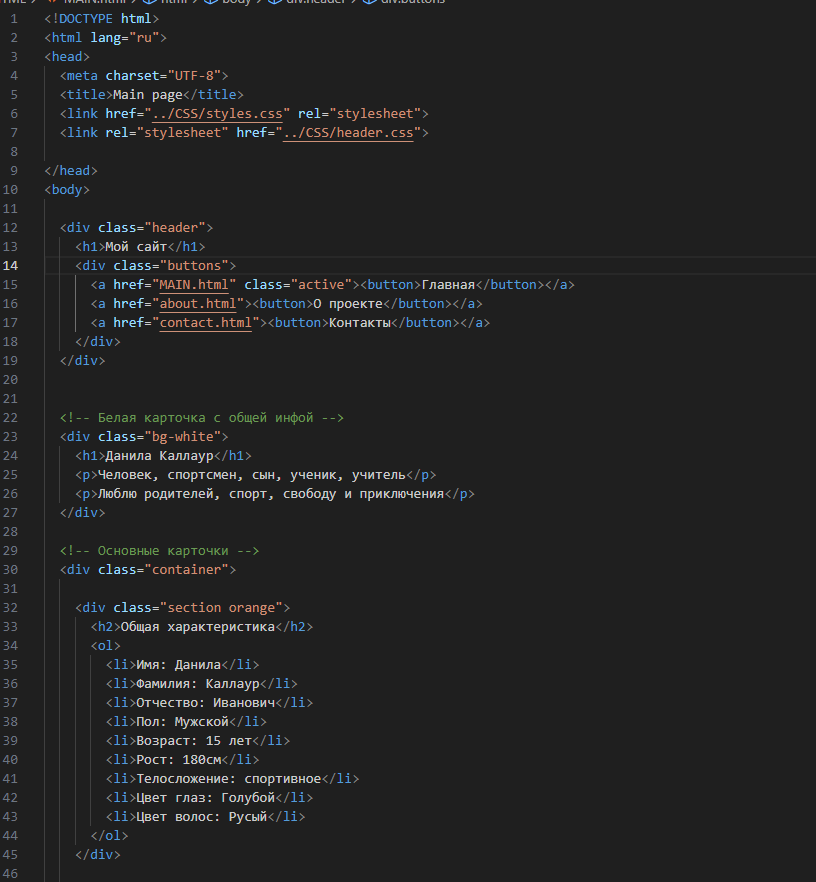 MAIN.html > html > body > div.header > div.buttons
1 <!DOCTYPE html>
2 <html lang="ru">
3 <head>
4 <meta charset="UTF-8">
5 <title>Main page</title>
6 <link href="../CSS/styles.css" rel="stylesheet">
7 <link rel="stylesheet" href="../CSS/header.css">
8
9 </head>
10 <body>
11
12 <div class="header">
13 <h1>Мой сайт</h1>
14 <div class="buttons">
15 <a href="MAIN.html" class="active"><button>Главная</button></a>
16 <a href="about.html"><button>О проекте</button></a>
17 <a href="contact.html"><button>Контакты</button></a>
18 </div>
19 </div>
20
21
22 <!-- Белая карточка с общей инфой -->
23 <div class="bg-white">
24 <h1>Данила Каллаур</h1>
25 <p>Человек, спортсмен, сын, ученик, учитель</p>
26 <p>Люблю родителей, спорт, свободу и приключения</p>
27 </div>
28
29 <!-- Основные карточки -->
30 <div class="container">
31
32 <div class="section orange">
33 <h2>Общая характеристика</h2>
34 <ol>
35 <li>Имя: Данила</li>
36 <li>Фамилия: Каллаур</li>
37 <li>Отчество: Иванович</li>
38 <li>Пол: Мужской</li>
39 <li>Возраст: 15 лет</li>
40 <li>Рост: 180см</li>
41 <li>Телосложение: спортивное</li>
42 <li>Цвет глаз: Голубой</li>
43 <li>Цвет волос: Русый</li>
44 </ol>
45 </div>
46